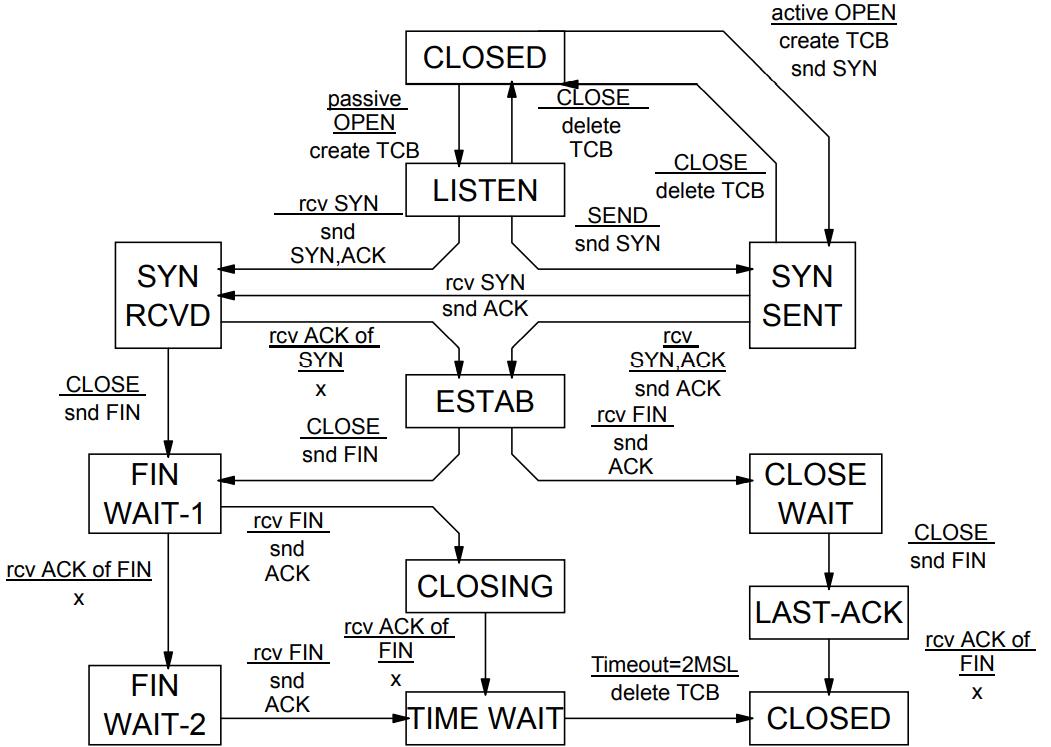 active OPEN
create TCB
snd SYN
CLOSED
passive
OPEN
create TCB
CLOSE
delete
TCB
CLOSE
delete TCB
LISTEN
rcv SYN
snd
SYN,ACK
SEND
snd SYN
SYN
RCVD
rcv SYN
snd ACK
SYN
SENT
rcv ACK of
SYN
x
rcv
SYN,ACK
snd ACK
CLOSE
snd FIN
ESTAB
CLOSE
snd FIN
rcv FIN
snd
ACK
FIN
WAIT-1
CLOSE
WAIT
rcv FIN
snd
ACK
CLOSE
snd FIN
rcv ACK of FIN
x
CLOSING
LAST-ACK
rcv ACK of
FIN
x
rcv ACK of
FIN
x
rcv FIN
snd
ACK
Timeout=2MSL
delete TCB
FIN
WAIT-2
TIME WAIT
CLOSED